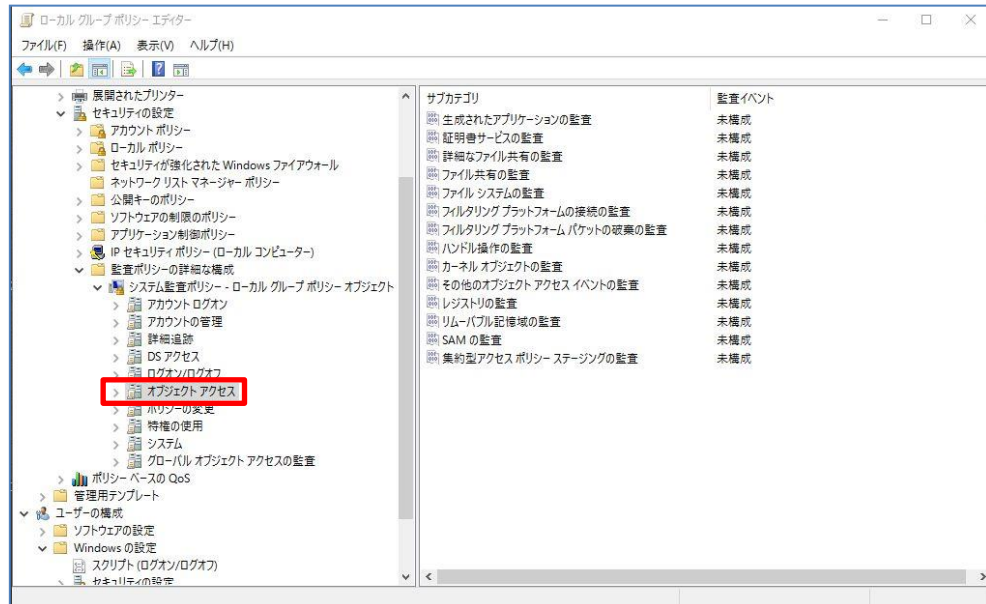 ローカル グループ ポリシー エディター
ファイル(F) 操作(A) 表示(V) ヘルプ(H)
展開されたプリンター
セキュリティの設定
アカウント ポリシー
ローカル ポリシー
セキュリティが強化された Windows ファイアウォール
ネットワーク リスト マネージャー ポリシー
公開キーのポリシー
ソフトウェアの制限のポリシー
アプリケーション制御ポリシー
IP セキュリティ ポリシー (ローカル コンピューター)
監査ポリシーの詳細な構成
システム監査ポリシー - ローカル グループ ポリシー オブジェクト
アカウント ログオン
アカウントの管理
詳細追跡
DS アクセス
ログオン/ログオフ
オブジェクト アクセス
ポリシーの変更
特権の使用
システム
グローバル オブジェクト アクセスの監査
ポリシー ベースの QoS
管理用テンプレート
ユーザーの構成
ソフトウェアの設定
Windows の設定
スクリプト (ログオン/ログオフ)
セキュリティの設定
サブカテゴリ 監査イベント
生成されたアプリケーションの監査 未構成
証明書サービスの監査 未構成
詳細なファイル共有の監査 未構成
ファイル共有の監査 未構成
ファイル システムの監査 未構成
フィルタリング プラットフォームの接続の監査 未構成
フィルタリング プラットフォーム パケットの破棄の監査 未構成
ハンドル操作の監査 未構成
カーネル オブジェクトの監査 未構成
その他のオブジェクト アクセス イベントの監査 未構成
レジストリの監査 未構成
リムーバブル記憶域の監査 未構成
SAM の監査 未構成
集約型アクセス ポリシー ステージングの監査 未構成